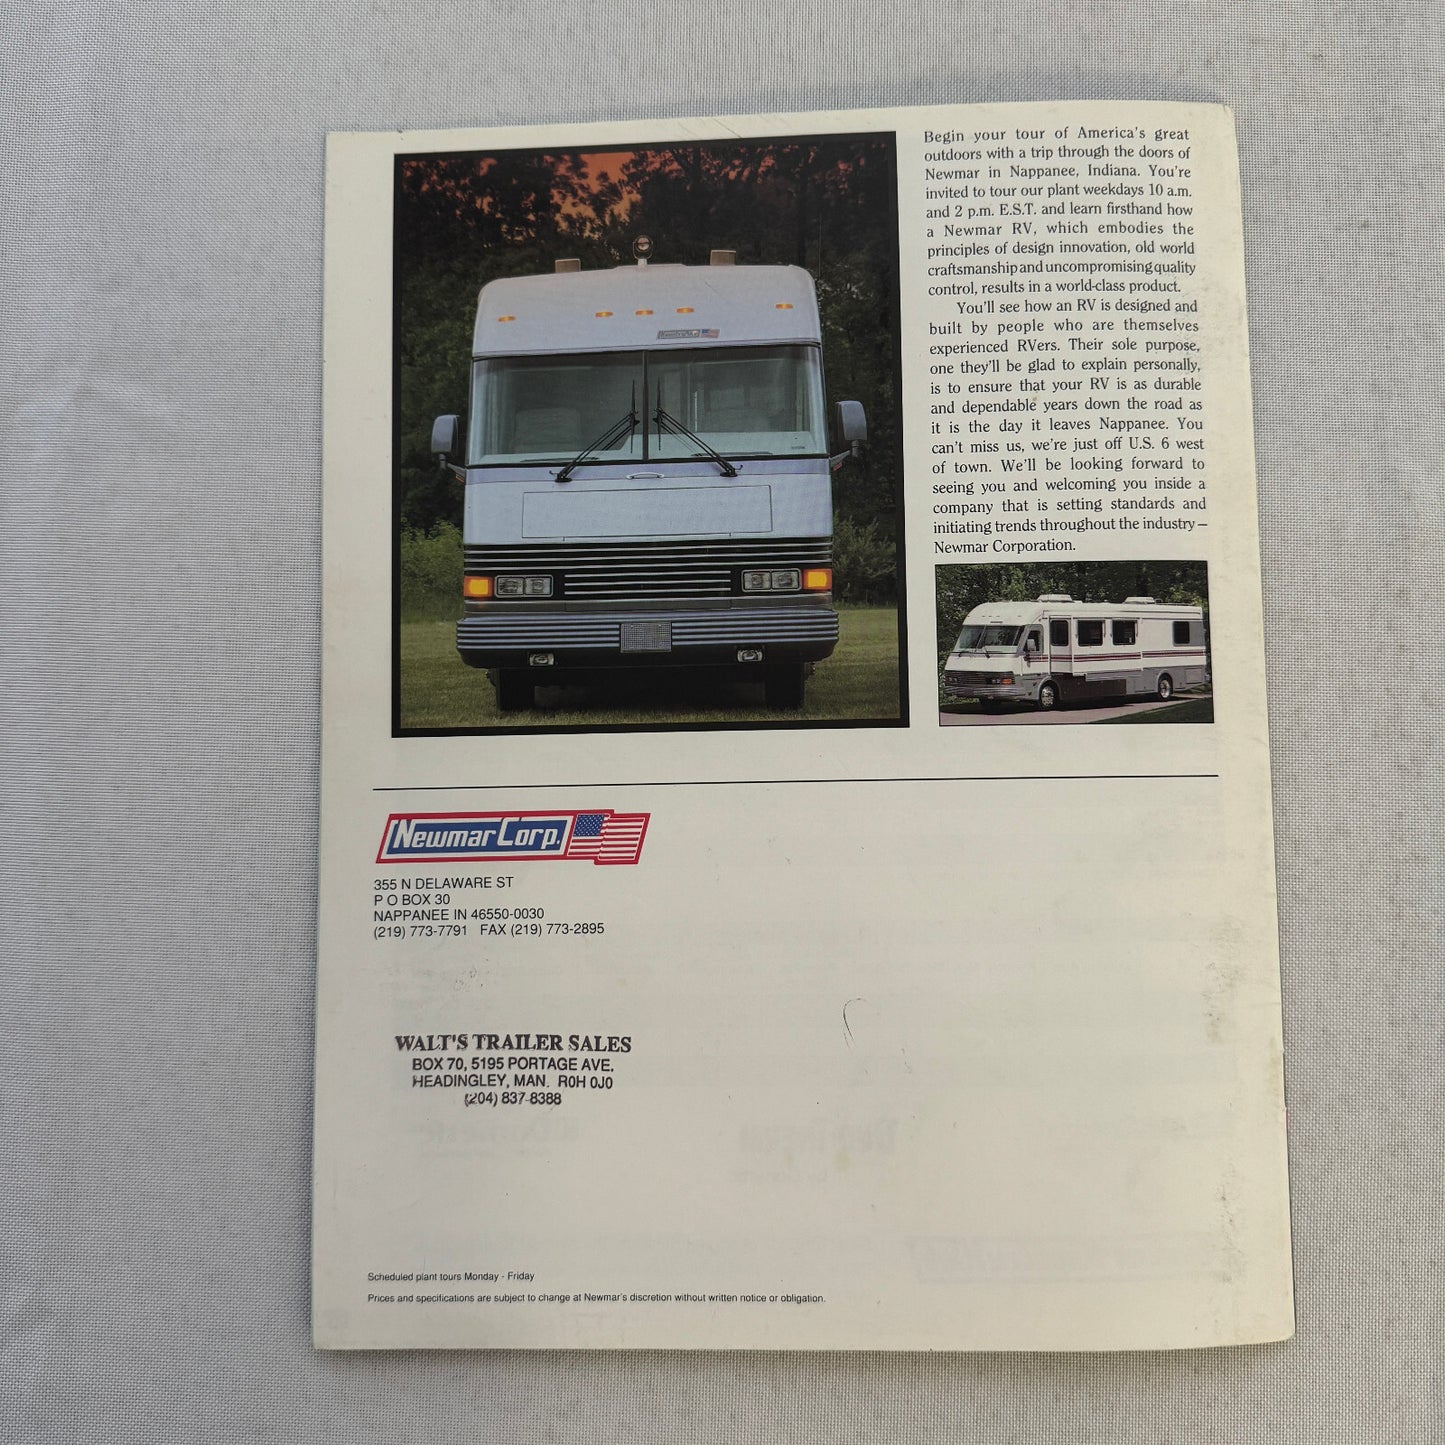 Begin your tour of America's great
outdoors with a trip through the doors of
Newmar in Nappanee, Indiana. You're
invited to tour our plant weekdays 10 a.m.
and 2 p.m. E.S.T. and learn firsthand how
a Newmar RV, which embodies the
principles of design innovation, old world
craftsmanship and uncompromising quality
control, results in a world-class product.
You'll see how an RV is designed and
built by people who are themselves
experienced RVers. Their sole purpose,
one they'll be glad to explain personally,
is to ensure that your RV is as durable
and dependable years down the road as
it is the day it leaves Nappanee. You
can't miss us, we're just off U.S. 6 west
of town. We'll be looking forward to
seeing you and welcoming you inside a
company that is setting standards and
initiating trends throughout the industry –
Newmar Corporation.
Newmar Corp.
355 N DELAWARE ST
P O BOX 30
NAPPANEE IN 46550-0030
(219) 773-7791 FAX (219) 773-2895
WALT'S TRAILER SALES
BOX 70, 5195 PORTAGE AVE.
HEADINGLEY, MAN. R0H 0J0
(204) 837-8388
Scheduled plant tours Monday - Friday
Prices and specifications are subject to change at Newmar's discretion without written notice or obligation.